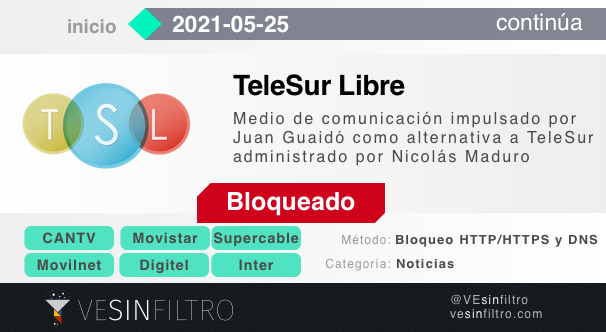 inicio 2021-05-25 continúa
TSL
TeleSur Libre
Medio de comunicación impulsado por
Juan Guaidó como alternativa a TeleSur
administrado por Nicolás Maduro
Bloqueado
CANTV Movistar Supercable
Movilnet Digitel Inter
Método: Bloqueo HTTP/HTTPS y DNS
Categoría: Noticias
VESINFILTRO
@VEsinfiltro
vesinfiltro.com